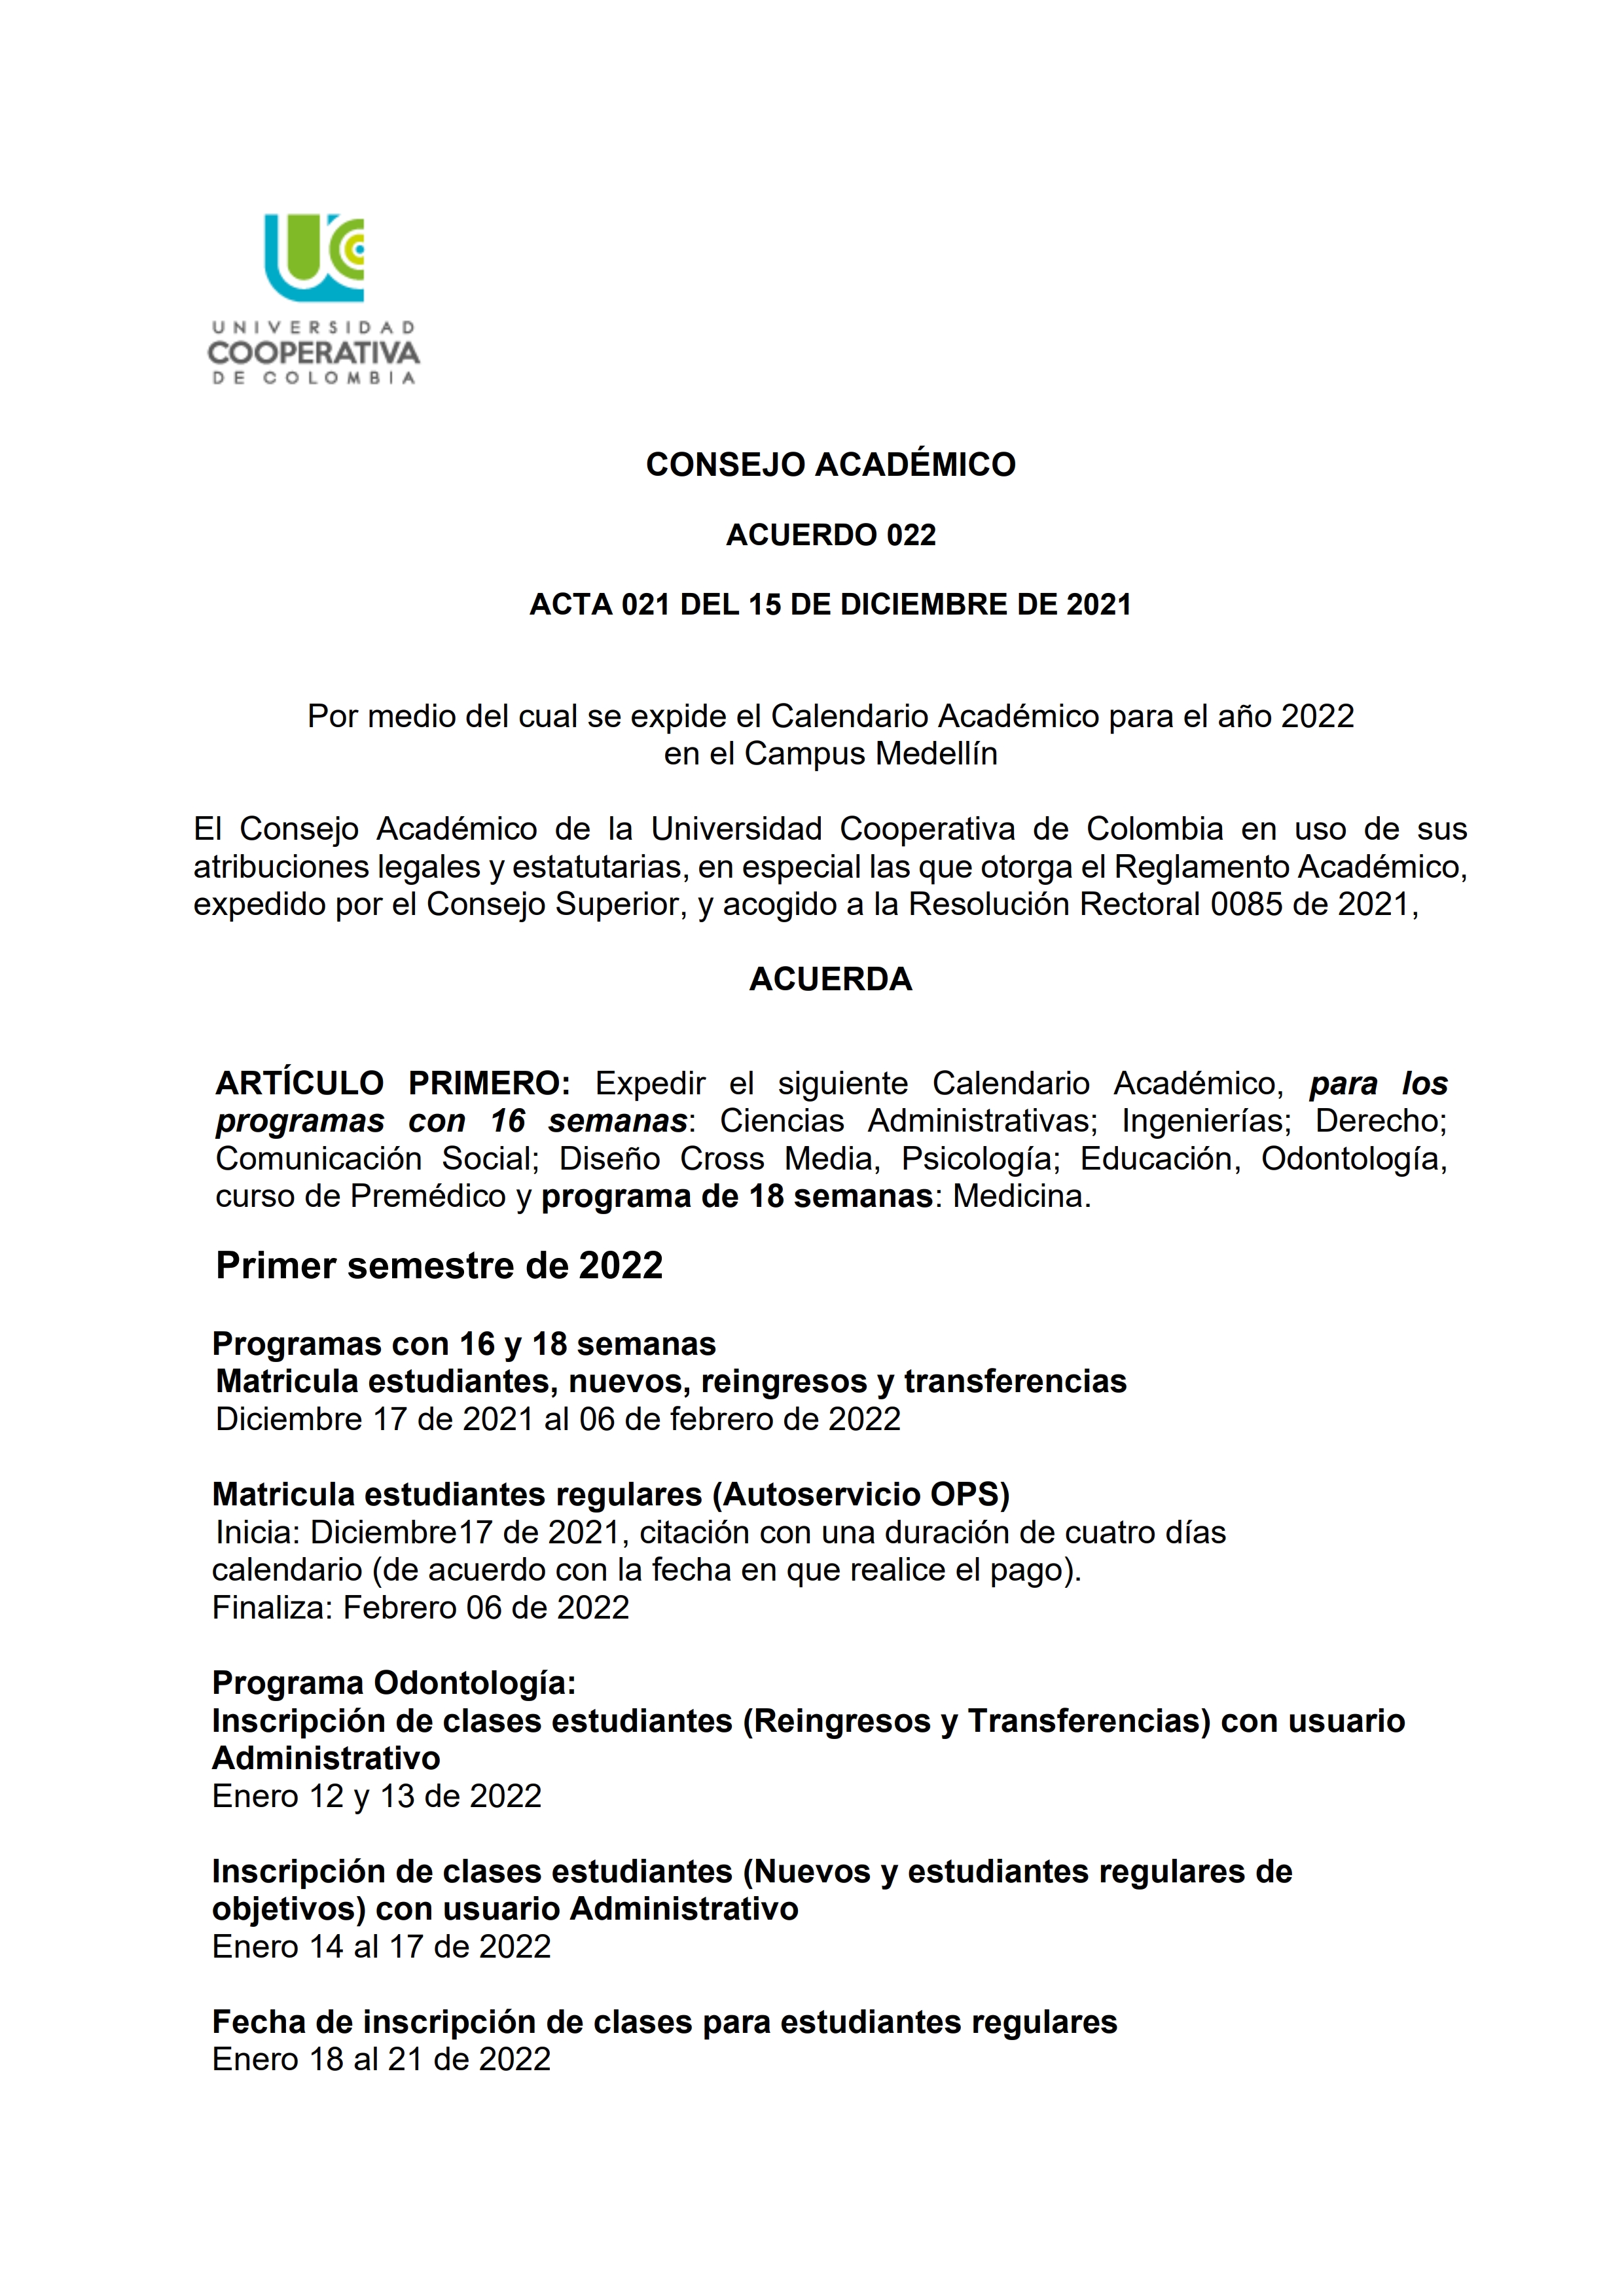 UNIVERSIDAD
COOPERATIVA
DE COLOMBIA
CONSEJO ACADÉMICO
ACUERDO 022
ACTA 021 DEL 15 DE DICIEMBRE DE 2021
Por medio del cual se expide el Calendario Académico para el año 2022
en el Campus Medellín
El Consejo Académico de la Universidad Cooperativa de Colombia en uso de sus
atribuciones legales y estatutarias, en especial las que otorga el Reglamento Académico,
expedido por el Consejo Superior, y acogido a la Resolución Rectoral 0085 de 2021,
ACUERDA
ARTÍCULO PRIMERO: Expedir el siguiente Calendario Académico, para los
programas con 16 semanas: Ciencias Administrativas; Ingenierías; Derecho;
Comunicación Social; Diseño Cross Media, Psicología; Educación, Odontología,
curso de Premédico y programa de 18 semanas: Medicina.
Primer semestre de 2022
Programas con 16 y 18 semanas
Matricula estudiantes, nuevos, reingresos y transferencias
Diciembre 17 de 2021 al 06 de febrero de 2022
Matricula estudiantes regulares (Autoservicio OPS)
Inicia: Diciembre17 de 2021, citación con una duración de cuatro días
calendario (de acuerdo con la fecha en que realice el pago).
Finaliza: Febrero 06 de 2022
Programa Odontología:
Inscripción de clases estudiantes (Reingresos y Transferencias) con usuario
Administrativo
Enero 12 y 13 de 2022
Inscripción de clases estudiantes (Nuevos y estudiantes regulares de
objetivos) con usuario Administrativo
Enero 14 al 17 de 2022
Fecha de inscripción de clases para estudiantes regulares
Enero 18 al 21 de 2022